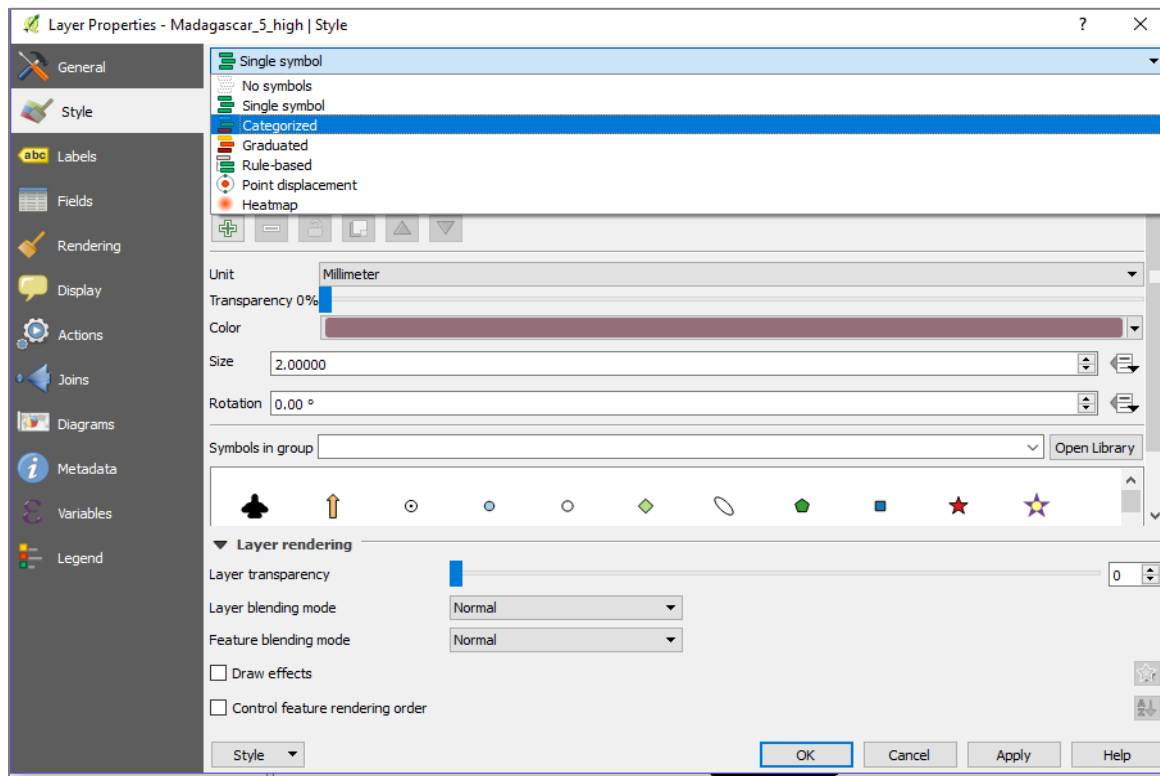 Layer Properties - Madagascar_5_high | Style
?
General
Style
Labels
abc
Fields
Rendering
Display
Actions
Joins
Diagrams
Metadata
Variables
Legend
Single symbol
No symbols
Single symbol
Categorized
Graduated
Rule-based
Point displacement
Heatmap
Unit Millimeter
Transparency 0%
Color
Size 2.00000
Rotation 0.00 °
Symbols in group Open Library
Layer rendering
Layer transparency 0
Layer blending mode Normal
Feature blending mode Normal
Draw effects
Control feature rendering order
Style OK Cancel Apply Help